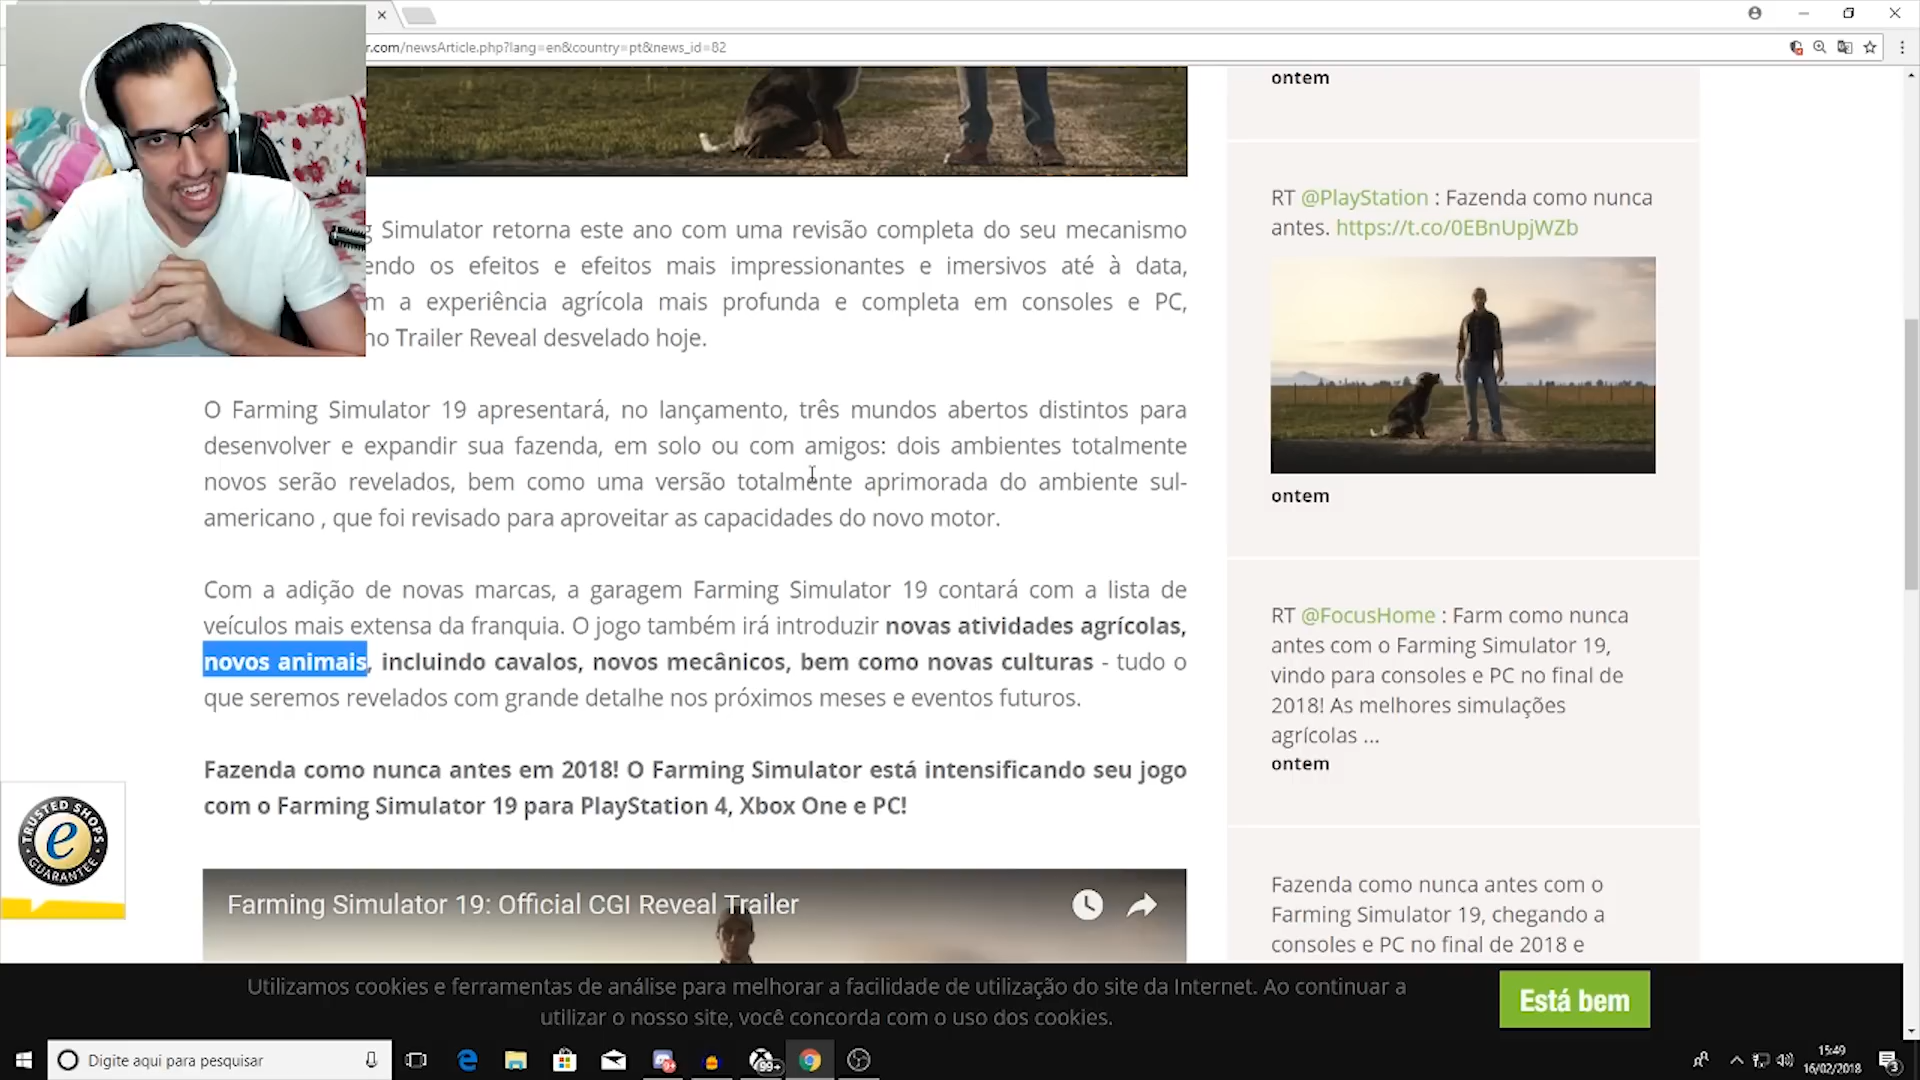 r.com/newsArticle.php?lang=en&country=pt&news_id=82
Simulator retorna este ano com uma revisão completa do seu mecanismo
endo os efeitos e efeitos mais impressionantes e imersivos até à data,
m a experiência agrícola mais profunda e completa em consoles e PC,
no Trailer Reveal desvelado hoje.
O Farming Simulator 19 apresentará, no lançamento, três mundos abertos distintos para
desenvolver e expandir sua fazenda, em solo ou com amigos: dois ambientes totalmente
novos serão revelados, bem como uma versão totalmente aprimorada do ambiente sul-
americano , que foi revisado para aproveitar as capacidades do novo motor.
Com a adição de novas marcas, a garagem Farming Simulator 19 contará com a lista de
veículos mais extensa da franquia. O jogo também irá introduzir novas atividades agrícolas,
novos animais, incluindo cavalos, novos mecânicos, bem como novas culturas - tudo o
que seremos revelados com grande detalhe nos próximos meses e eventos futuros.
Fazenda como nunca antes em 2018! O Farming Simulator está intensificando seu jogo
com o Farming Simulator 19 para PlayStation 4, Xbox One e PC!
TRUSTED SHOPS
e
GUARANTEE
Farming Simulator 19: Official CGI Reveal Trailer
ontem
RT @PlayStation : Fazenda como nunca
antes. https://t.co/0EBnUpjWZb
ontem
RT @FocusHome : Farm como nunca
antes com o Farming Simulator 19,
vindo para consoles e PC no final de
2018! As melhores simulações
agrícolas ...
ontem
Fazenda como nunca antes com o
Farming Simulator 19, chegando a
consoles e PC no final de 2018 e
Utilizamos cookies e ferramentas de análise para melhorar a facilidade de utilização do site da Internet. Ao continuar a
utilizar o nosso site, você concorda com o uso dos cookies.
Está bem
Digite aqui para pesquisar
99+
15:49
16/02/2018
3